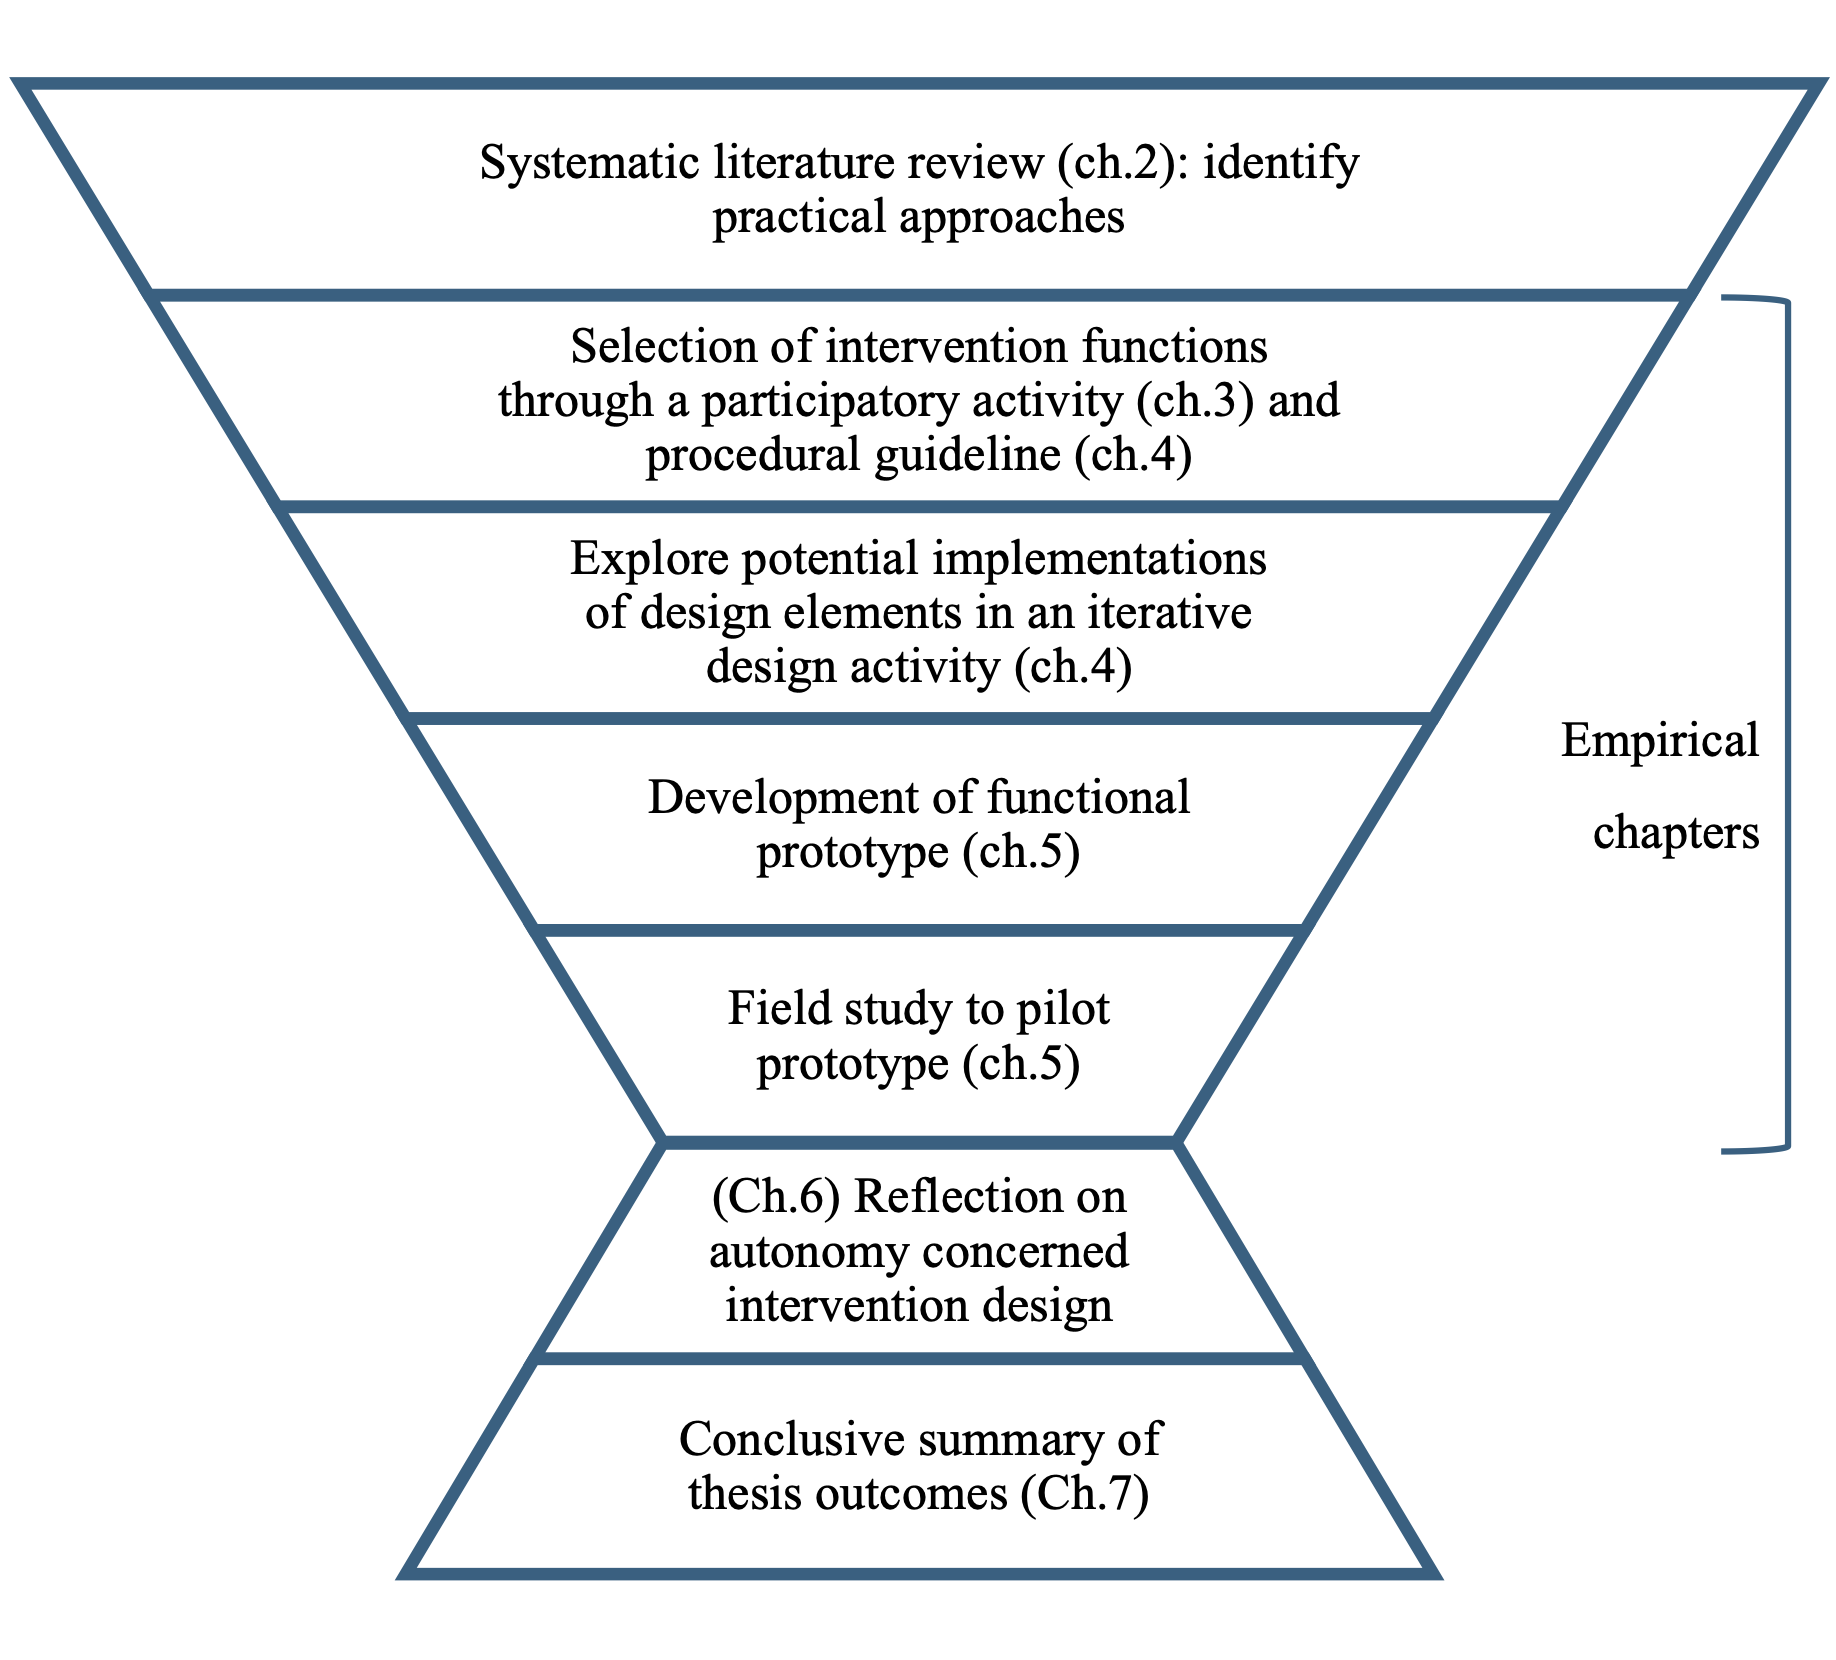 Systematic literature review (ch.2): identify
practical approaches
Selection of intervention functions
through a participatory activity (ch.3) and
procedural guideline (ch.4)
Explore potential implementations
of design elements in an iterative
design activity (ch.4)
Development of functional
prototype (ch.5)
Field study to pilot
prototype (ch.5)
Empirical
chapters
(Ch.6) Reflection on
autonomy concerned
intervention design
Conclusive summary of
thesis outcomes (Ch.7)